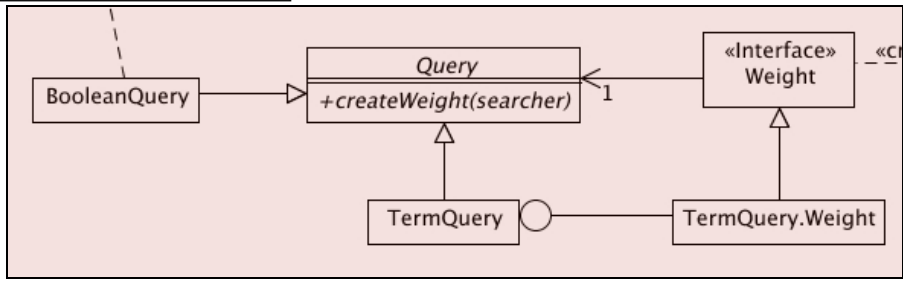 Query
+createWeight(searcher)
«Interface»
Weight
1
BooleanQuery
TermQuery
TermQuery.Weight